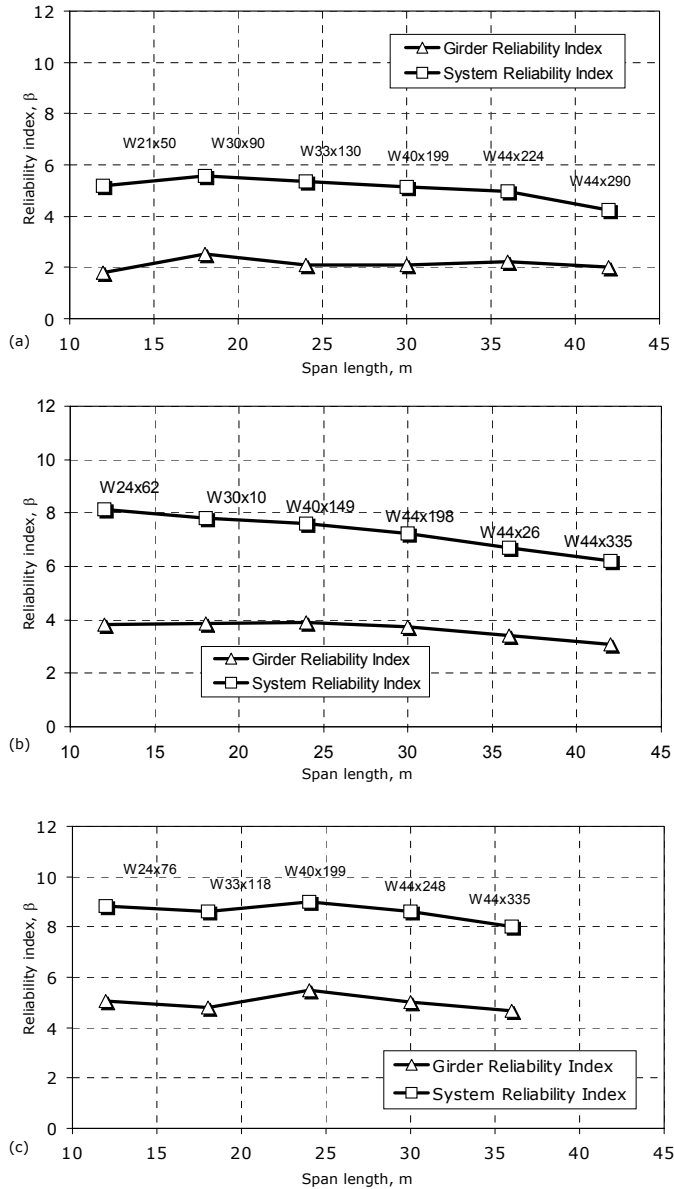 12
10
8
6
4
2
0
Reliability index, β
Girder Reliability Index
System Reliability Index
W21x50
W30x90
W33x130
W40x199
W44x224
W44x290
10 15 20 25 30 35 40 45
Span length, m
(a)
12
10
8
6
4
2
0
Reliability index, β
W24x62
W30x10
W40x149
W44x198
W44x26
W44x335
Girder Reliability Index
System Reliability Index
10 15 20 25 30 35 40 45
Span length, m
(b)
12
10
8
6
4
2
0
Reliability index, β
W24x76
W33x118
W40x199
W44x248
W44x335
Girder Reliability Index
System Reliability Index
10 15 20 25 30 35 40 45
Span length, m
(c)